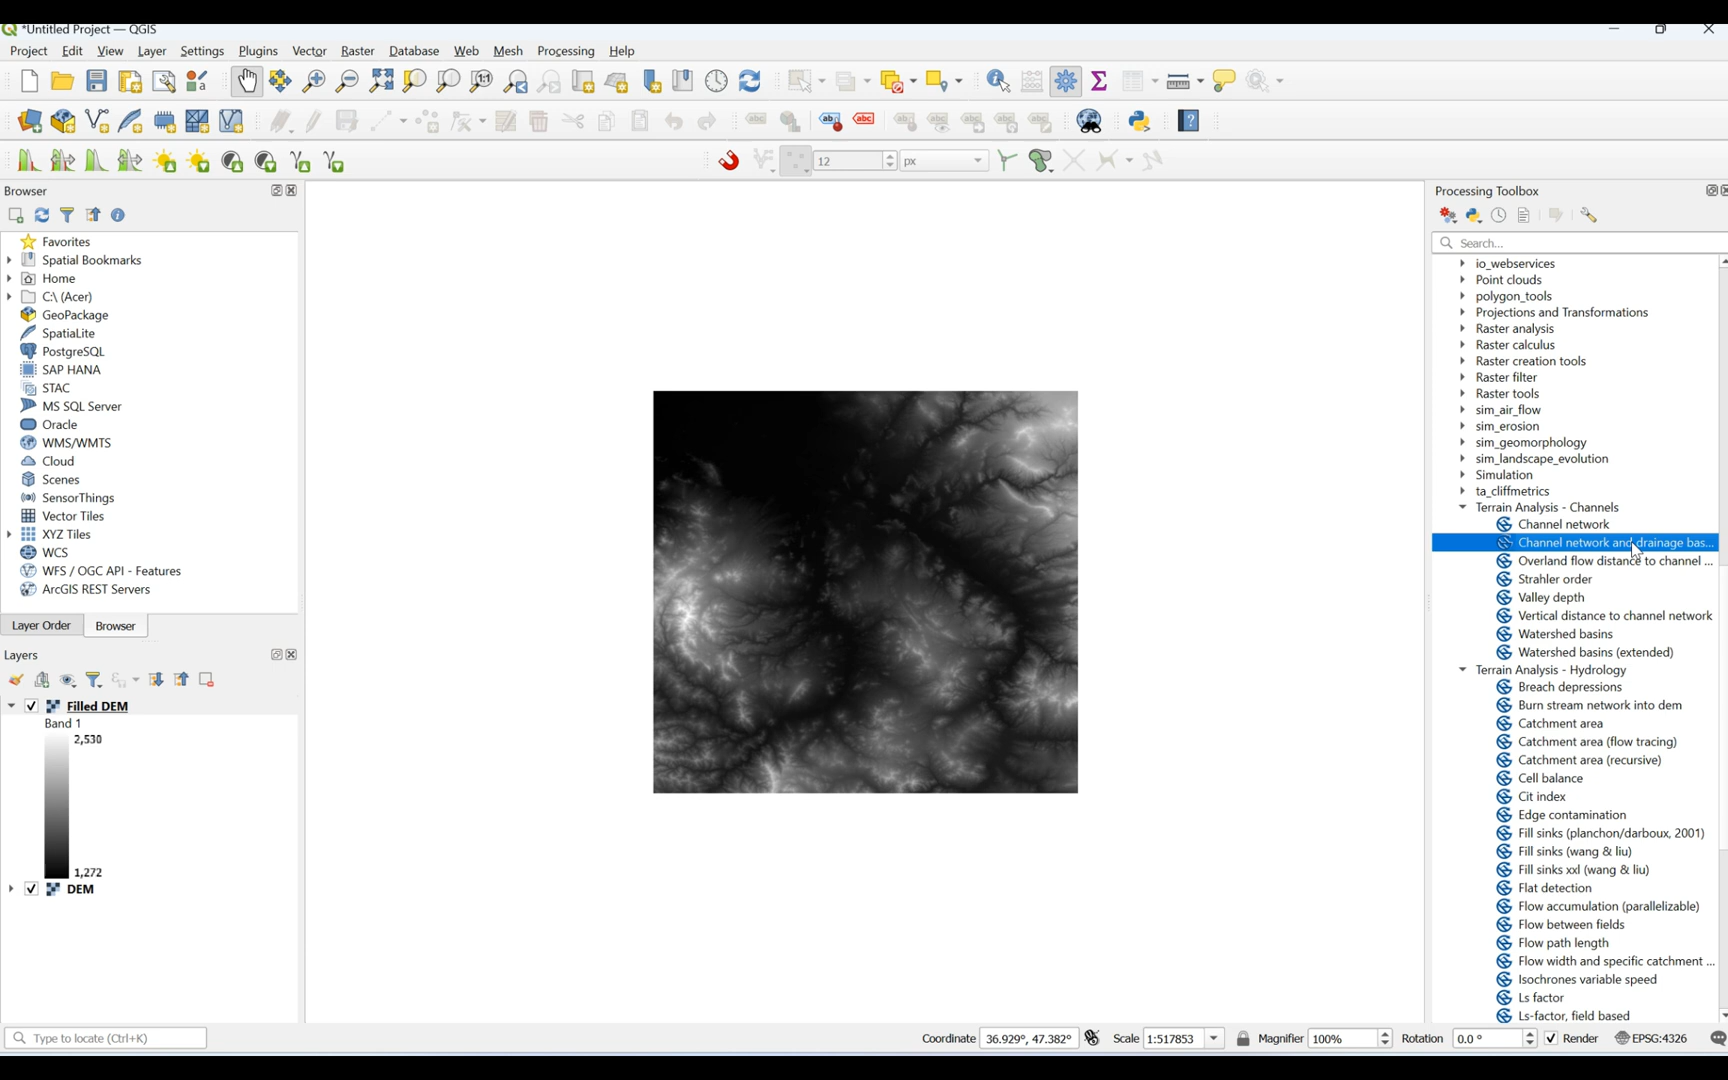 *Untitled Project — QGIS
Project Edit View Layer Settings Plugins Vector Raster Database Web Mesh Processing Help
12 px
Browser
Favorites
Spatial Bookmarks
Home
C:\ (Acer)
GeoPackage
SpatiaLite
PostgreSQL
SAP HANA
STAC
MS SQL Server
Oracle
WMS/WMTS
Cloud
Scenes
SensorThings
Vector Tiles
XYZ Tiles
WCS
WFS / OGC API - Features
ArcGIS REST Servers
Layer Order Browser
Layers
Filled DEM
Band 1
2,530
1,272
DEM
Processing Toolbox
Search...
io_webservices
Point clouds
polygon_tools
Projections and Transformations
Raster analysis
Raster calculus
Raster creation tools
Raster filter
Raster tools
sim_air_flow
sim_erosion
sim_geomorphology
sim_landscape_evolution
Simulation
ta_cliffmetrics
Terrain Analysis - Channels
Channel network
Channel network and drainage bas...
Overland flow distance to channel ...
Strahler order
Valley depth
Vertical distance to channel network
Watershed basins
Watershed basins (extended)
Terrain Analysis - Hydrology
Breach depressions
Burn stream network into dem
Catchment area
Catchment area (flow tracing)
Catchment area (recursive)
Cell balance
Cit index
Edge contamination
Fill sinks (planchon/darboux, 2001)
Fill sinks (wang & liu)
Fill sinks xxl (wang & liu)
Flat detection
Flow accumulation (parallelizable)
Flow between fields
Flow path length
Flow width and specific catchment ...
Isochrones variable speed
Ls factor
Ls-factor, field based
Type to locate (Ctrl+K) Coordinate 36.929°, 47.382° Scale 1:517853 Magnifier 100% Rotation 0.0 ° Render EPSG:4326